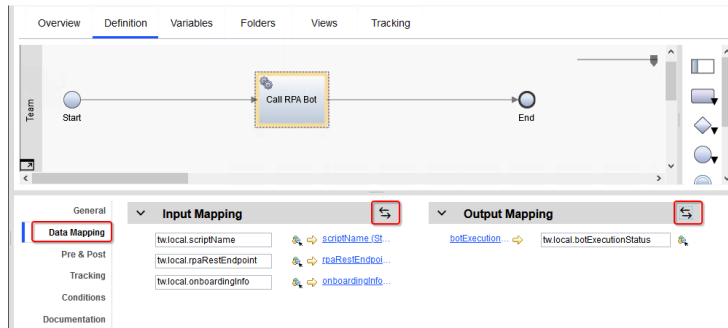 Overview Definition Variables Folders Views Tracking
Team
Start
Call RPA Bot
End
General
Data Mapping
Pre & Post
Tracking
Conditions
Documentation
Input Mapping
tw.local.scriptName scriptName (St...
tw.local.rpaRestEndpoint rpaRestEndpoi...
tw.local.onboardingInfo onboardingInfo...
Output Mapping
botExecution... tw.local.botExecutionStatus